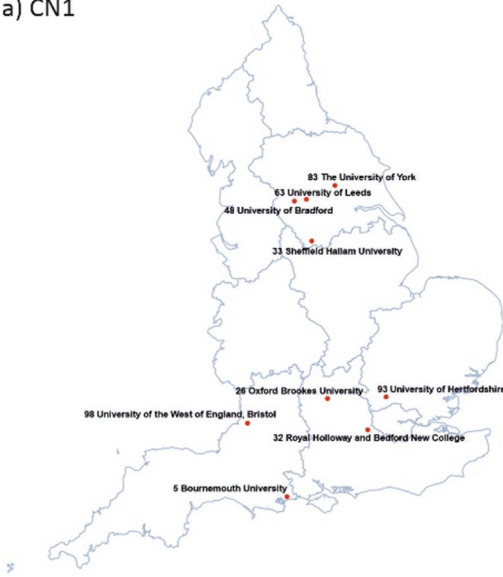 a) CN1
83 The University of York
63 University of Leeds
48 University of Bradford
33 Sheffield Hallam University
26 Oxford Brookes University
93 University of Hertfordshire
98 University of the West of England, Bristol
32 Royal Holloway and Bedford New College
5 Bournemouth University